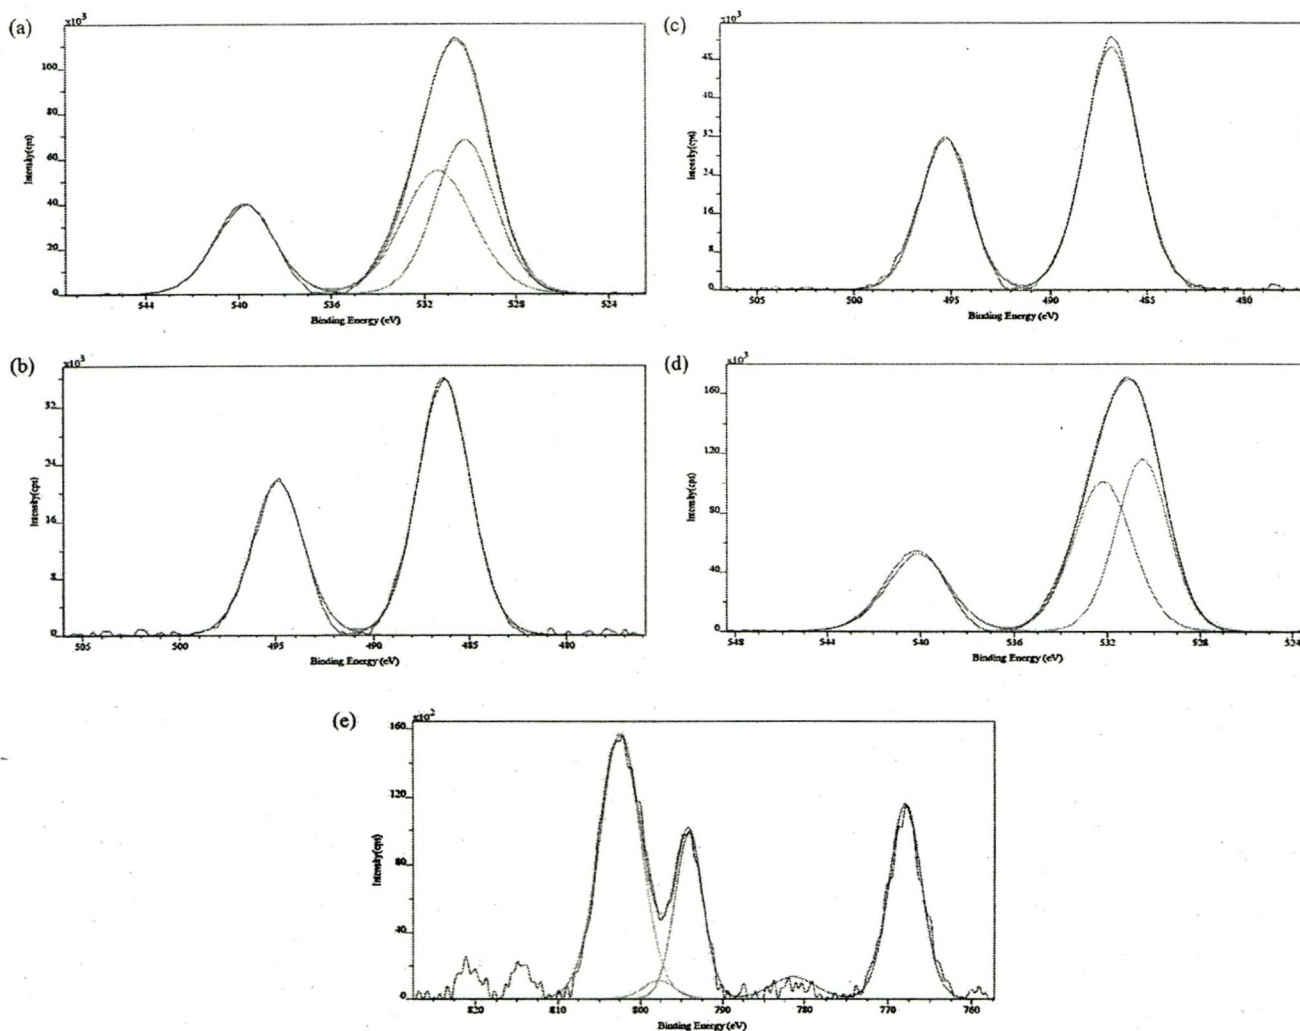 (a)
x10³
100
80
60
40
20
0
Intensity(cps)
544 540 536 532 528 524
Binding Energy (eV)
(c)
x10³
48
40
32
24
16
8
0
Intensity(cps)
505 500 495 490 485 480
Binding Energy (eV)
(b)
x10³
32
24
16
8
0
Intensity(cps)
505 500 495 490 485 480
Binding Energy (eV)
(d)
x10³
160
120
80
40
0
Intensity(cps)
548 544 540 536 532 528 524
Binding Energy (eV)
(e)
x10²
160
120
80
40
0
Intensity(cps)
820 810 800 790 780 770 760
Binding Energy (eV)